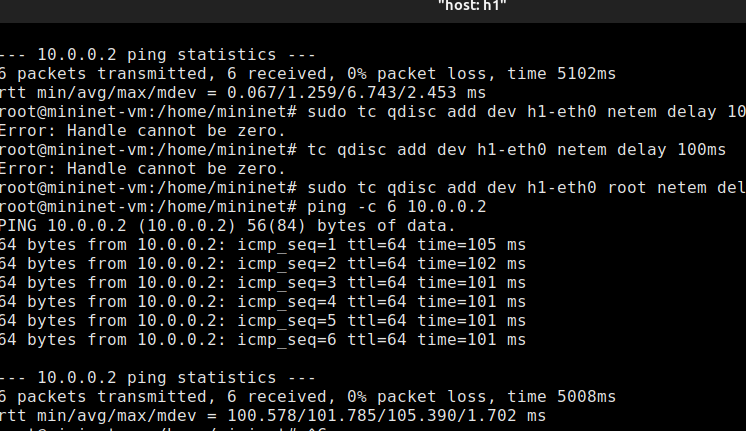 "host: h1"
--- 10.0.0.2 ping statistics ---
6 packets transmitted, 6 received, 0% packet loss, time 5102ms
rtt min/avg/max/mdev = 0.067/1.259/6.743/2.453 ms
root@mininet-vm:/home/mininet# sudo tc qdisc add dev h1-eth0 netem delay 10
Error: Handle cannot be zero.
root@mininet-vm:/home/mininet# tc qdisc add dev h1-eth0 netem delay 100ms
Error: Handle cannot be zero.
root@mininet-vm:/home/mininet# sudo tc qdisc add dev h1-eth0 root netem del
root@mininet-vm:/home/mininet# ping -c 6 10.0.0.2
PING 10.0.0.2 (10.0.0.2) 56(84) bytes of data.
64 bytes from 10.0.0.2: icmp_seq=1 ttl=64 time=105 ms
64 bytes from 10.0.0.2: icmp_seq=2 ttl=64 time=102 ms
64 bytes from 10.0.0.2: icmp_seq=3 ttl=64 time=101 ms
64 bytes from 10.0.0.2: icmp_seq=4 ttl=64 time=101 ms
64 bytes from 10.0.0.2: icmp_seq=5 ttl=64 time=101 ms
64 bytes from 10.0.0.2: icmp_seq=6 ttl=64 time=101 ms
--- 10.0.0.2 ping statistics ---
6 packets transmitted, 6 received, 0% packet loss, time 5008ms
rtt min/avg/max/mdev = 100.578/101.785/105.390/1.702 ms